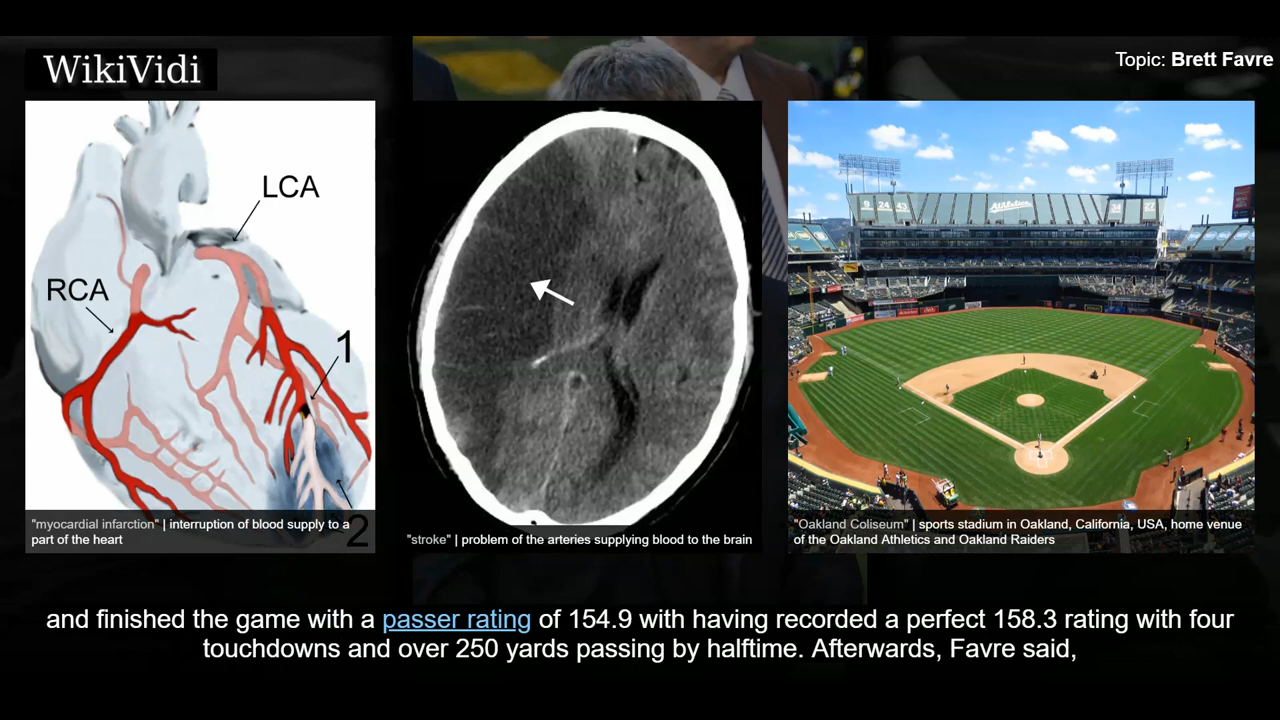 WikiVidi
Topic: Brett Favre
LCA
RCA
1
2
"myocardial infarction" | interruption of blood supply to a
part of the heart
"stroke" | problem of the arteries supplying blood to the brain
Athletics
"Oakland Coliseum" | sports stadium in Oakland, California, USA, home venue
of the Oakland Athletics and Oakland Raiders
and finished the game with a passer rating of 154.9 with having recorded a perfect 158.3 rating with four
touchdowns and over 250 yards passing by halftime. Afterwards, Favre said,